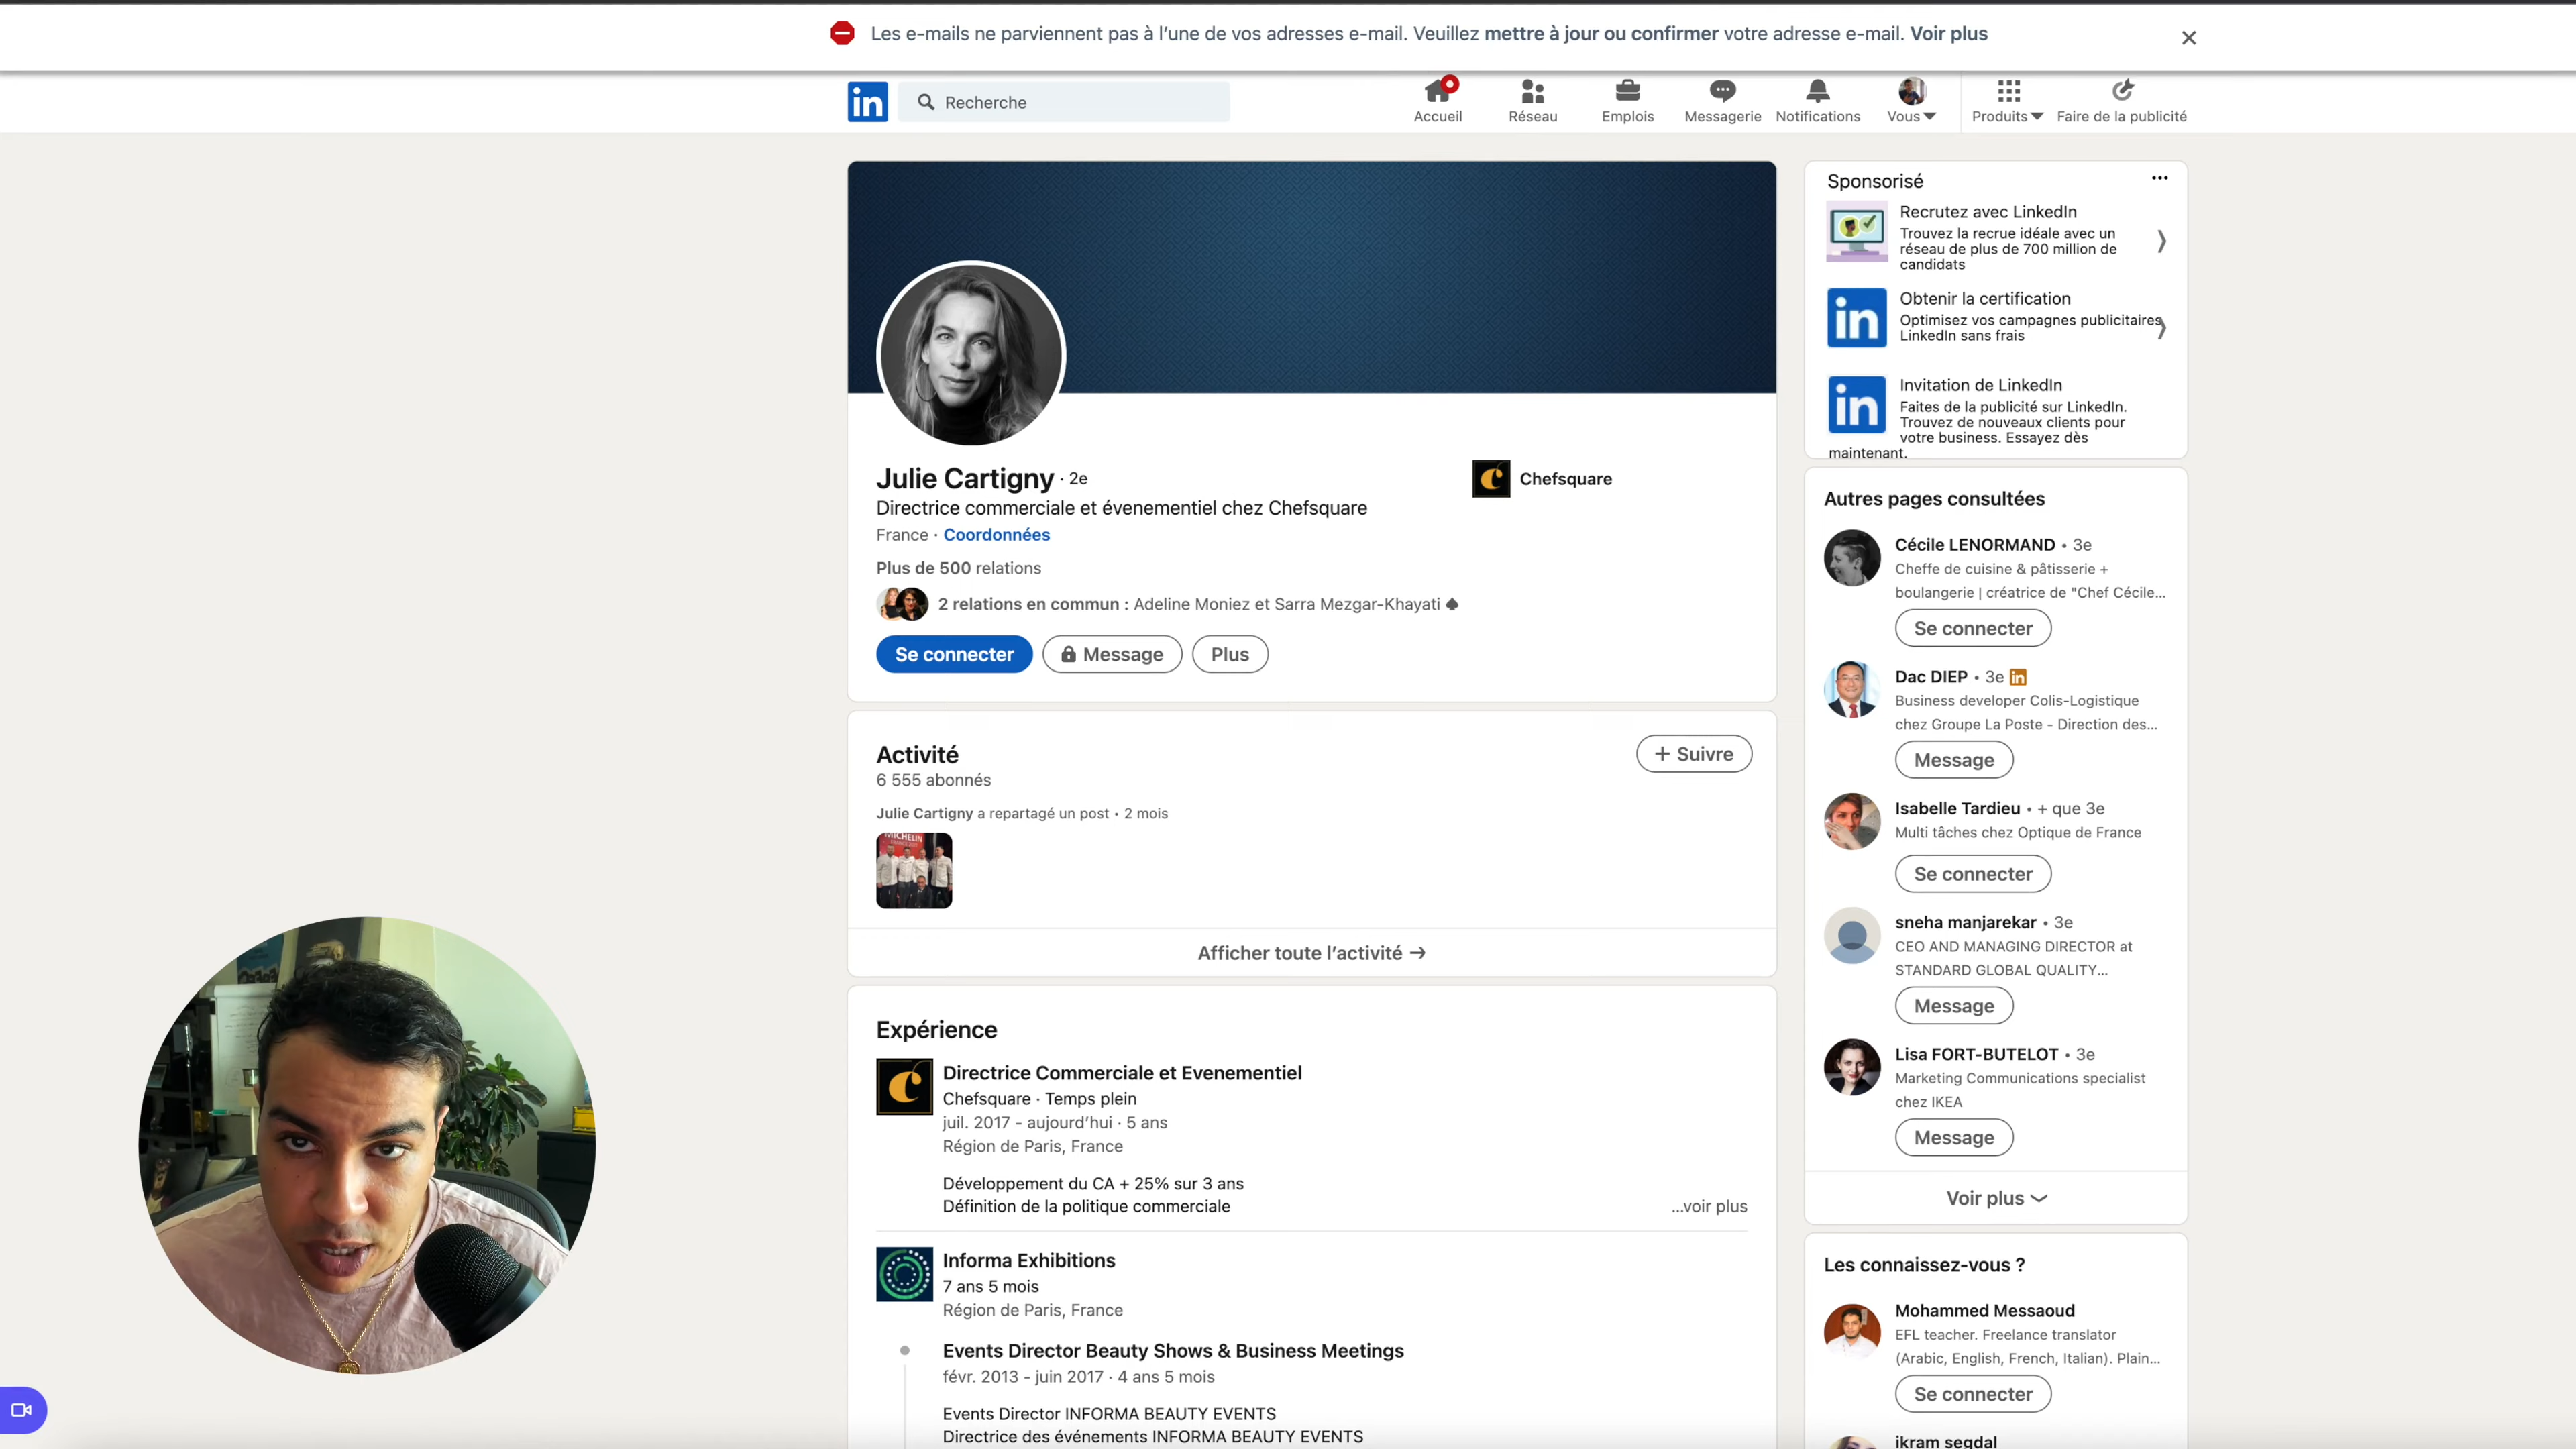 Les e-mails ne parviennent pas à l'une de vos adresses e-mail. Veuillez mettre à jour ou confirmer votre adresse e-mail. Voir plus
in
Recherche
Accueil
Réseau
Emplois
Messagerie
Notifications
Vous
Produits
Faire de la publicité
Julie Cartigny · 2e
Directrice commerciale et évenementiel chez Chefsquare
France · Coordonnées
Plus de 500 relations
2 relations en commun : Adeline Moniez et Sarra Mezgar-Khayati ♠
Se connecter
Message
Plus
Chefsquare
Activité
6 555 abonnés
+ Suivre
Julie Cartigny a repartagé un post • 2 mois
MICHELIN
Afficher toute l'activité →
Expérience
Directrice Commerciale et Evenementiel
Chefsquare · Temps plein
juil. 2017 - aujourd'hui · 5 ans
Région de Paris, France
Développement du CA + 25% sur 3 ans
Définition de la politique commerciale
...voir plus
Informa Exhibitions
7 ans 5 mois
Région de Paris, France
Events Director Beauty Shows & Business Meetings
févr. 2013 - juin 2017 · 4 ans 5 mois
Events Director INFORMA BEAUTY EVENTS
Directrice des événements INFORMA BEAUTY EVENTS
Sponsorisé
Recrutez avec LinkedIn
Trouvez la recrue idéale avec un
réseau de plus de 700 million de
candidats
in
Obtenir la certification
Optimisez vos campagnes publicitaires
LinkedIn sans frais
in
Invitation de LinkedIn
Faites de la publicité sur LinkedIn.
Trouvez de nouveaux clients pour
votre business. Essayez dès
maintenant.
Autres pages consultées
Cécile LENORMAND • 3e
Cheffe de cuisine & pâtisserie +
boulangerie | créatrice de "Chef Cécile...
Se connecter
Dac DIEP • 3e in
Business developer Colis-Logistique
chez Groupe La Poste - Direction des...
Message
Isabelle Tardieu • + que 3e
Multi tâches chez Optique de France
Se connecter
sneha manjarekar • 3e
CEO AND MANAGING DIRECTOR at
STANDARD GLOBAL QUALITY...
Message
Lisa FORT-BUTELOT • 3e
Marketing Communications specialist
chez IKEA
Message
Voir plus
Les connaissez-vous ?
Mohammed Messaoud
EFL teacher. Freelance translator
(Arabic, English, French, Italian). Plain...
Se connecter
ikram segdal